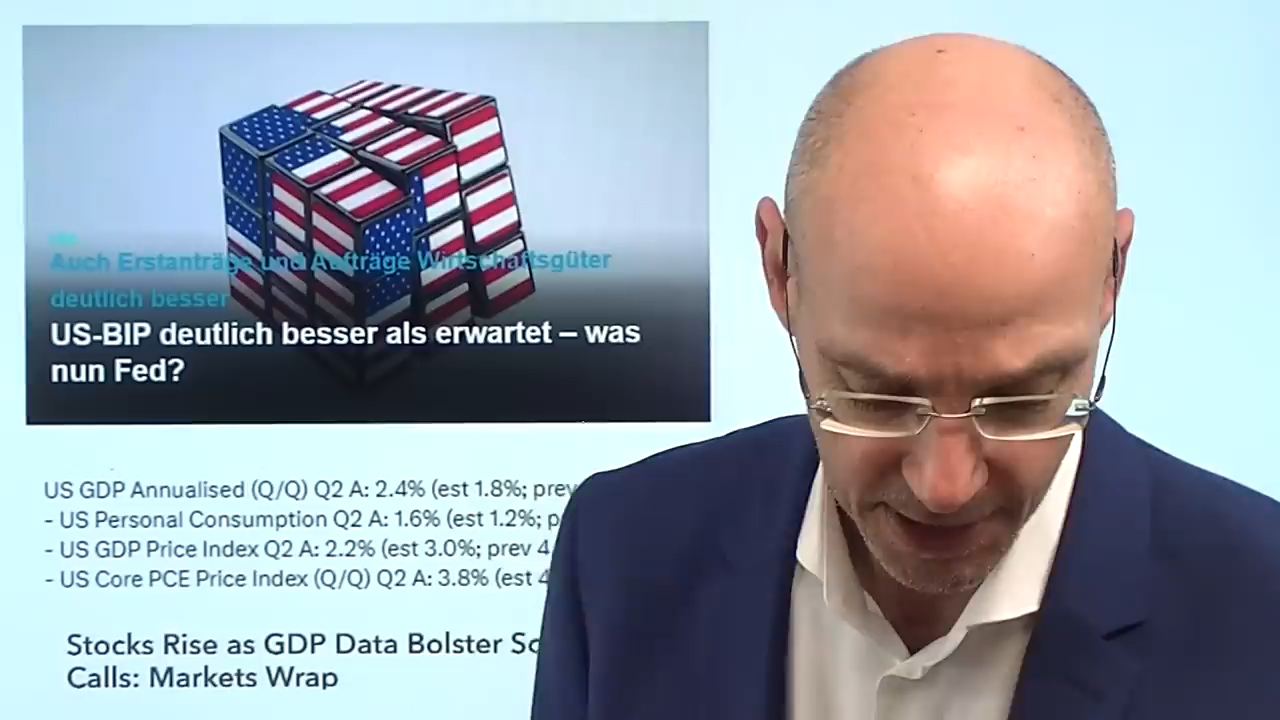 Auch Erstanträge und Aufträge Wirtschaftsgüter
deutlich besser
US-BIP deutlich besser als erwartet – was
nun Fed?
US GDP Annualised (Q/Q) Q2 A: 2.4% (est 1.8%; prev
- US Personal Consumption Q2 A: 1.6% (est 1.2%; p
- US GDP Price Index Q2 A: 2.2% (est 3.0%; prev 4
- US Core PCE Price Index (Q/Q) Q2 A: 3.8% (est 4
Stocks Rise as GDP Data Bolster So
Calls: Markets Wrap